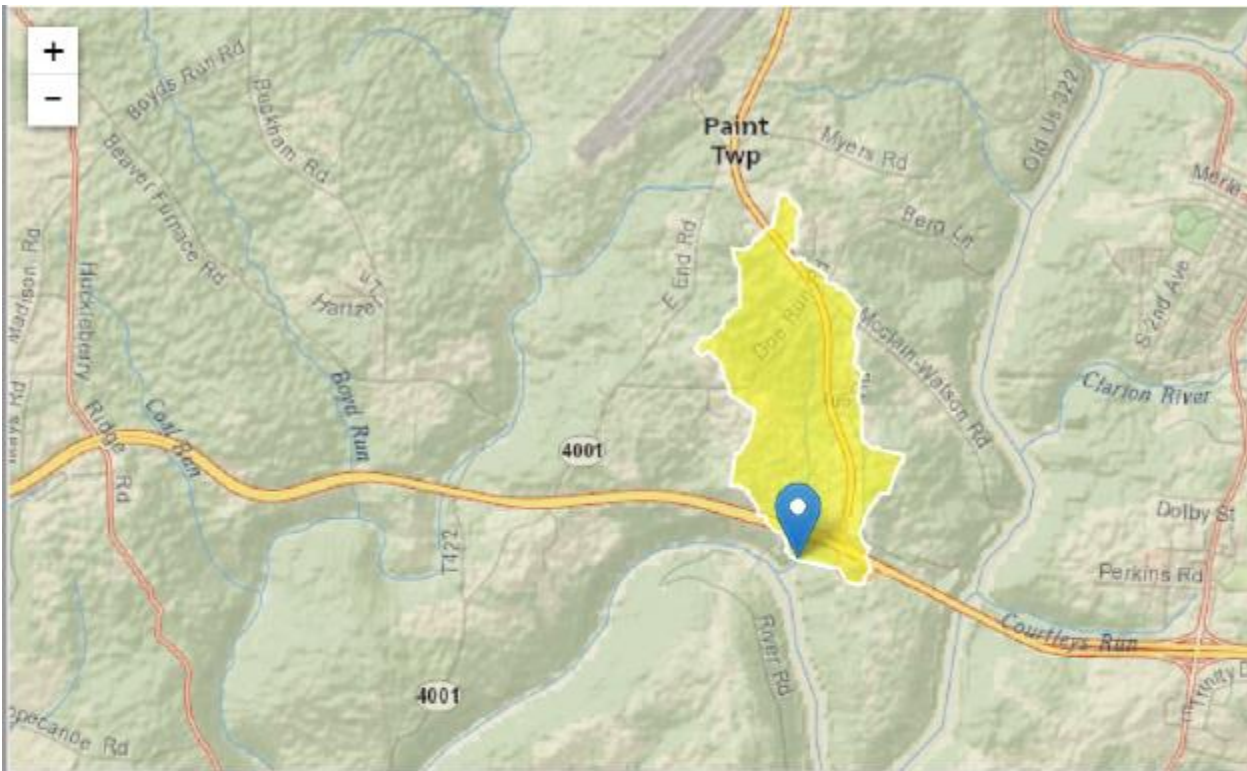 +
−
Boyds Run Rd
Buckham Rd
Beaver Furnace Rd
Paint
Twp
Myers Rd
Old Us 322
Berg Ln
E End Rd
S 2nd Ave
Madison Rd
Huckleberry
Ridge Rd
Doe Run
Mcclain-Watson Rd
Clarion River
Boyd Run
Coal Run
4001
Dolby St
T422
Perkins Rd
River Rd
Courtleys Run
4001